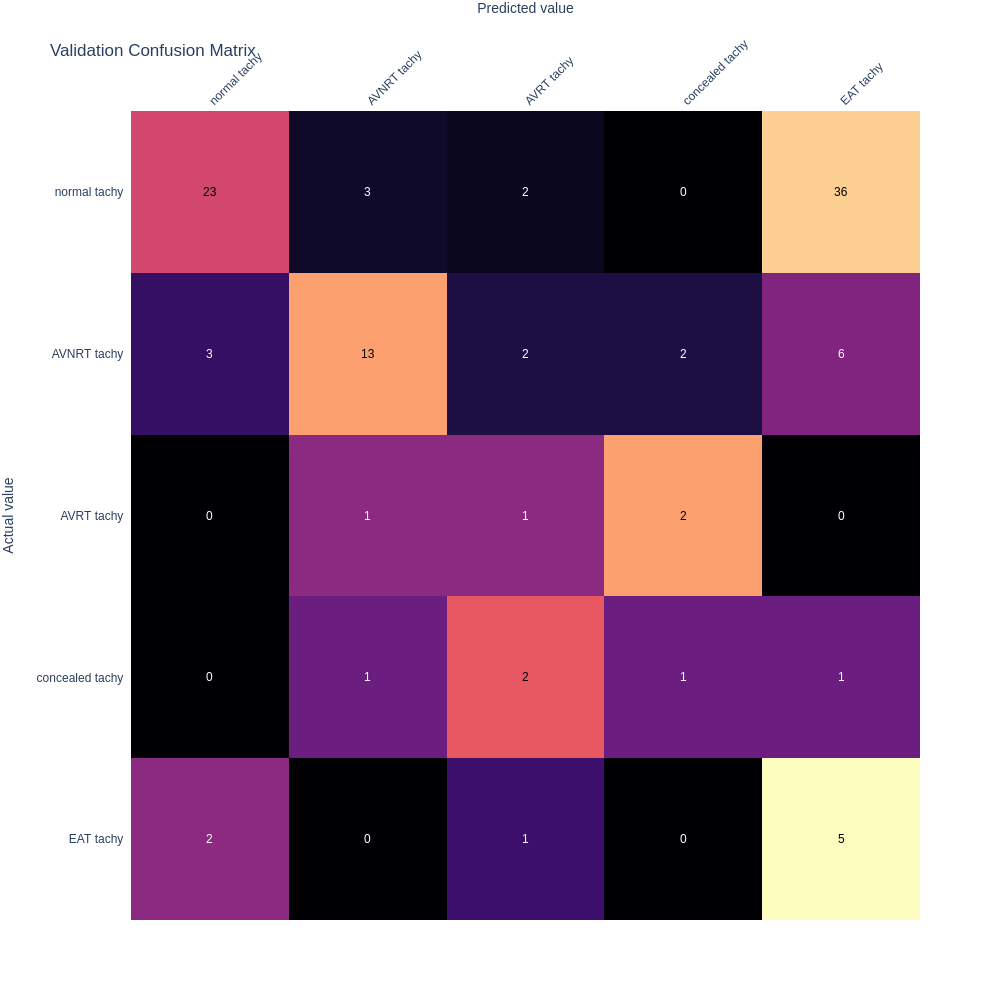 Predicted value
Validation Confusion Matrix
normal tachy AVNRT tachy AVRT tachy concealed tachy EAT tachy
normal tachy 23 3 2 0 36
AVNRT tachy 3 13 2 2 6
AVRT tachy 0 1 1 2 0
Actual value
concealed tachy 0 1 2 1 1
EAT tachy 2 0 1 0 5